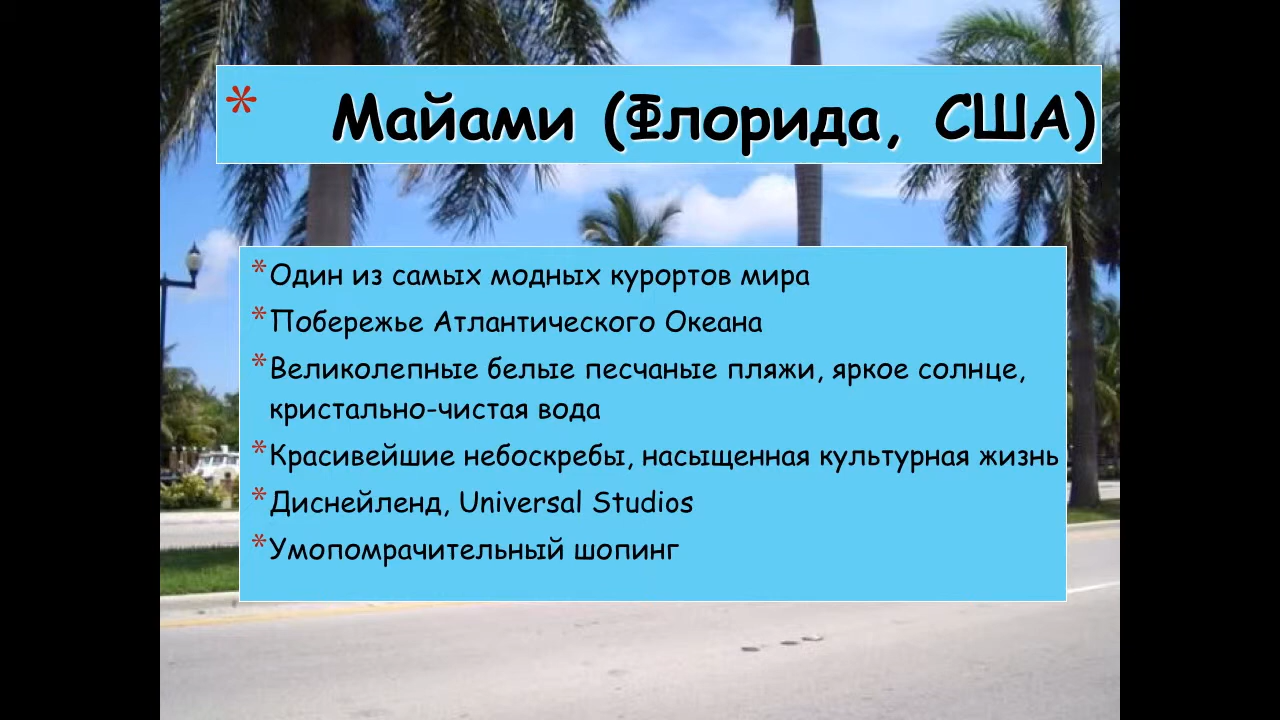 * Майами (Флорида, США)
* Один из самых модных курортов мира
* Побережье Атлантического Океана
* Великолепные белые песчаные пляжи, яркое солнце,
кристально-чистая вода
* Красивейшие небоскребы, насыщенная культурная жизнь
* Диснейленд, Universal Studios
* Умопомрачительный шопинг